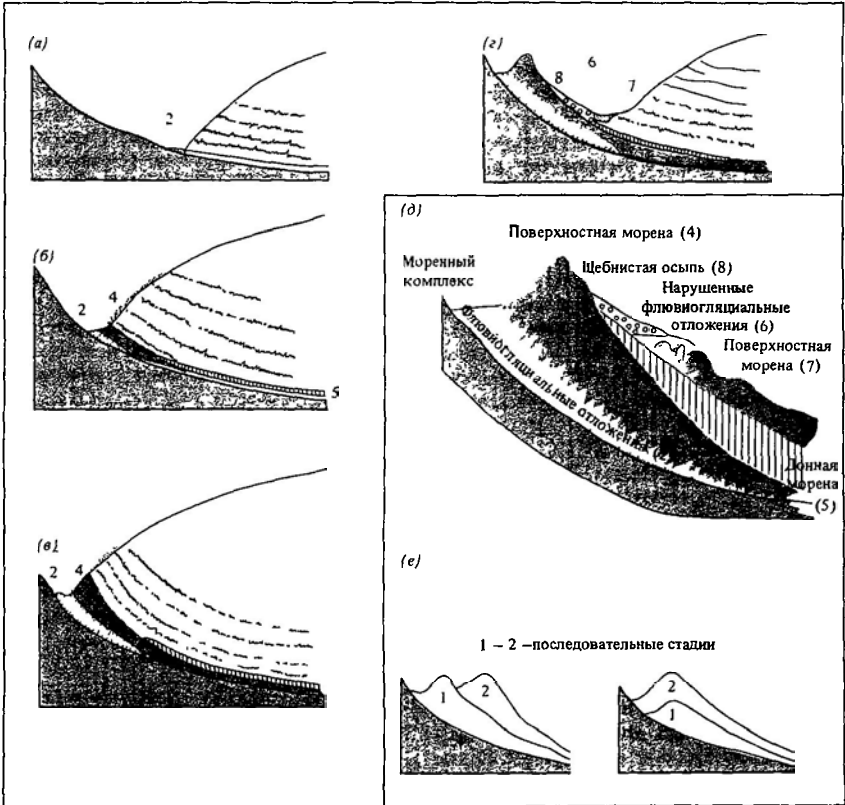 (а)
2
(б)
2 4
5
(в)
2 4
(г)
6
8 7
(д)
Поверхностная морена (4)
Моренный
комплекс
Щебнистая осыпь (8)
Нарушенные
флювиогляциальные
отложения (6)
Поверхностная
морена (7)
флювиогляциальные отложения
Донная
морена
(5)
(е)
1 – 2 –последовательные стадии
1 2
2
1